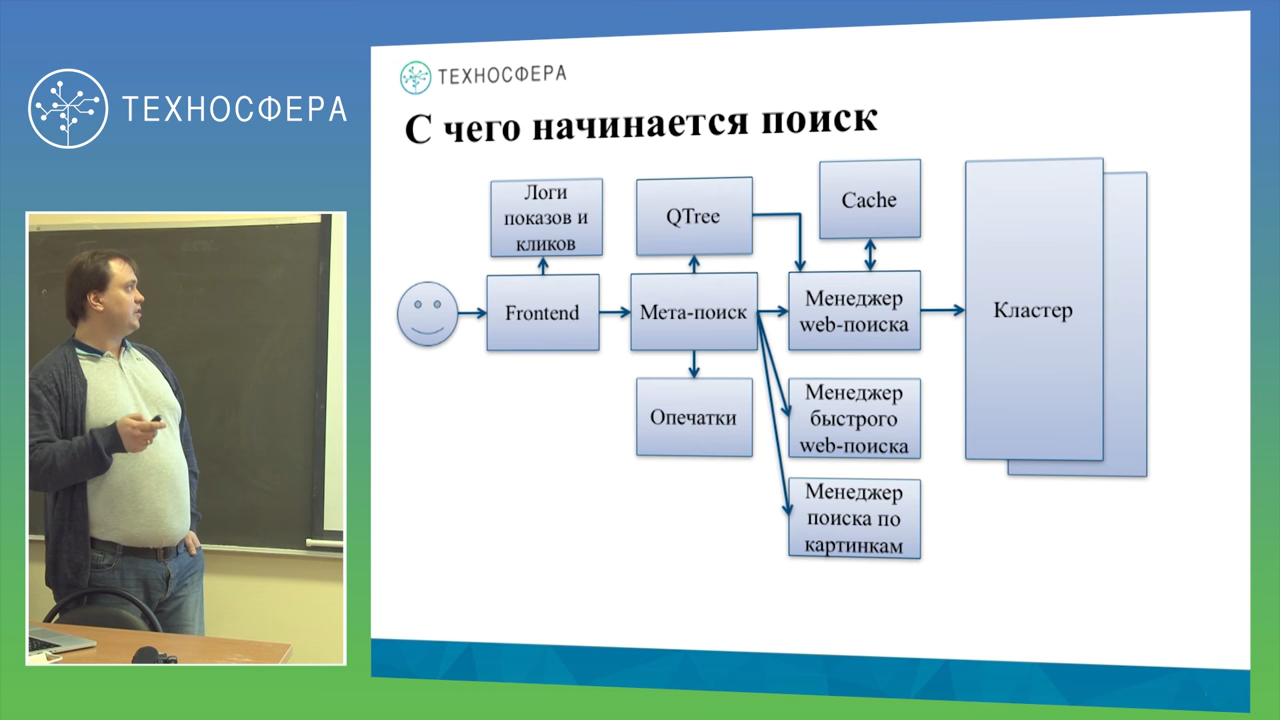 ТЕХНОСФЕРА
ТЕХНОСФЕРА
С чего начинается поиск
Логи
показов и
кликов
QTree
Cache
Frontend
Мета-поиск
Менеджер
web-поиска
Кластер
Опечатки
Менеджер
быстрого
web-поиска
Менеджер
поиска по
картинкам